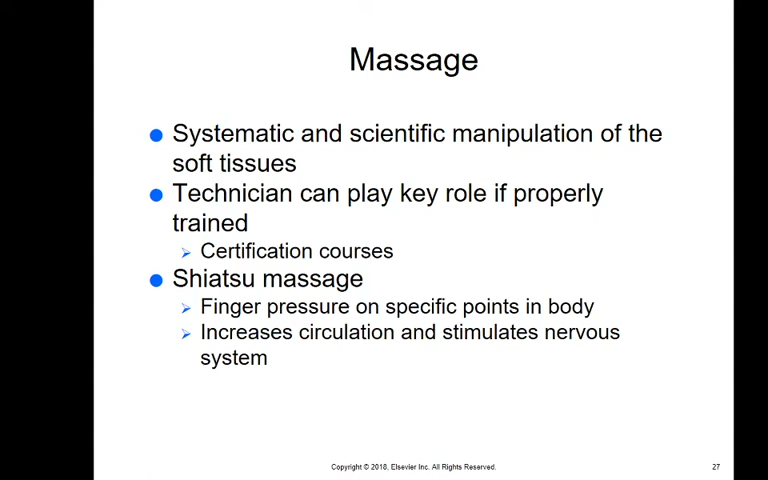 Massage
Systematic and scientific manipulation of the
soft tissues
Technician can play key role if properly
trained
Certification courses
Shiatsu massage
Finger pressure on specific points in body
Increases circulation and stimulates nervous
system
Copyright © 2018, Elsevier Inc. All Rights Reserved.
27